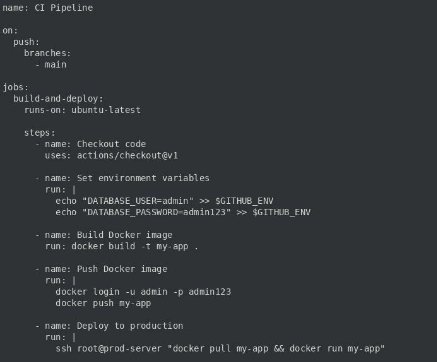 name: CI Pipeline

on:
  push:
    branches:
      - main

jobs:
  build-and-deploy:
    runs-on: ubuntu-latest

    steps:
      - name: Checkout code
        uses: actions/checkout@v1

      - name: Set environment variables
        run: |
          echo "DATABASE_USER=admin" >> $GITHUB_ENV
          echo "DATABASE_PASSWORD=admin123" >> $GITHUB_ENV

      - name: Build Docker image
        run: docker build -t my-app .

      - name: Push Docker image
        run: |
          docker login -u admin -p admin123
          docker push my-app

      - name: Deploy to production
        run: |
          ssh root@prod-server "docker pull my-app && docker run my-app"